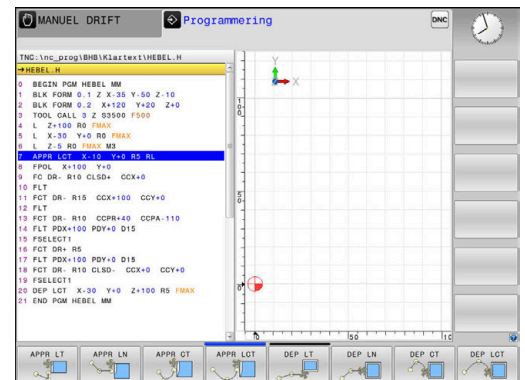 MANUEL DRIFT
Programmering
DNC
TNC:\nc_prog\BHB\Klartext\HEBEL.H
→HEBEL.H
0 BEGIN PGM HEBEL MM
1 BLK FORM 0.1 Z X-35 Y-50 Z-10
2 BLK FORM 0.2 X+120 Y+20 Z+0
3 TOOL CALL 3 Z S3500 F500
4 L Z+100 R0 FMAX
5 L X-30 Y+0 R0 FMAX
6 L Z-5 R0 FMAX M3
7 APPR LCT X-10 Y+0 R5 RL
8 FPOL X+100 Y+0
9 FC DR- R10 CLSD+ CCX+0
10 FLT
11 FCT DR- R15 CCX+100 CCY+0
12 FLT
13 FCT DR- R10 CCPR+40 CCPA-110
14 FLT PDX+100 PDY+0 D15
15 FSELECT1
16 FCT DR+ R5
17 FLT PDX+100 PDY+0 D15
18 FCT DR- R10 CLSD- CCX+0 CCY+0
19 FSELECT1
20 DEP LCT X-30 Y+0 Z+100 R5 FMAX
21 END PGM HEBEL MM
Y
X
100
50
0
0
50
APPR LT
APPR LN
APPR CT
APPR LCT
DEP LT
DEP LN
DEP CT
DEP LCT